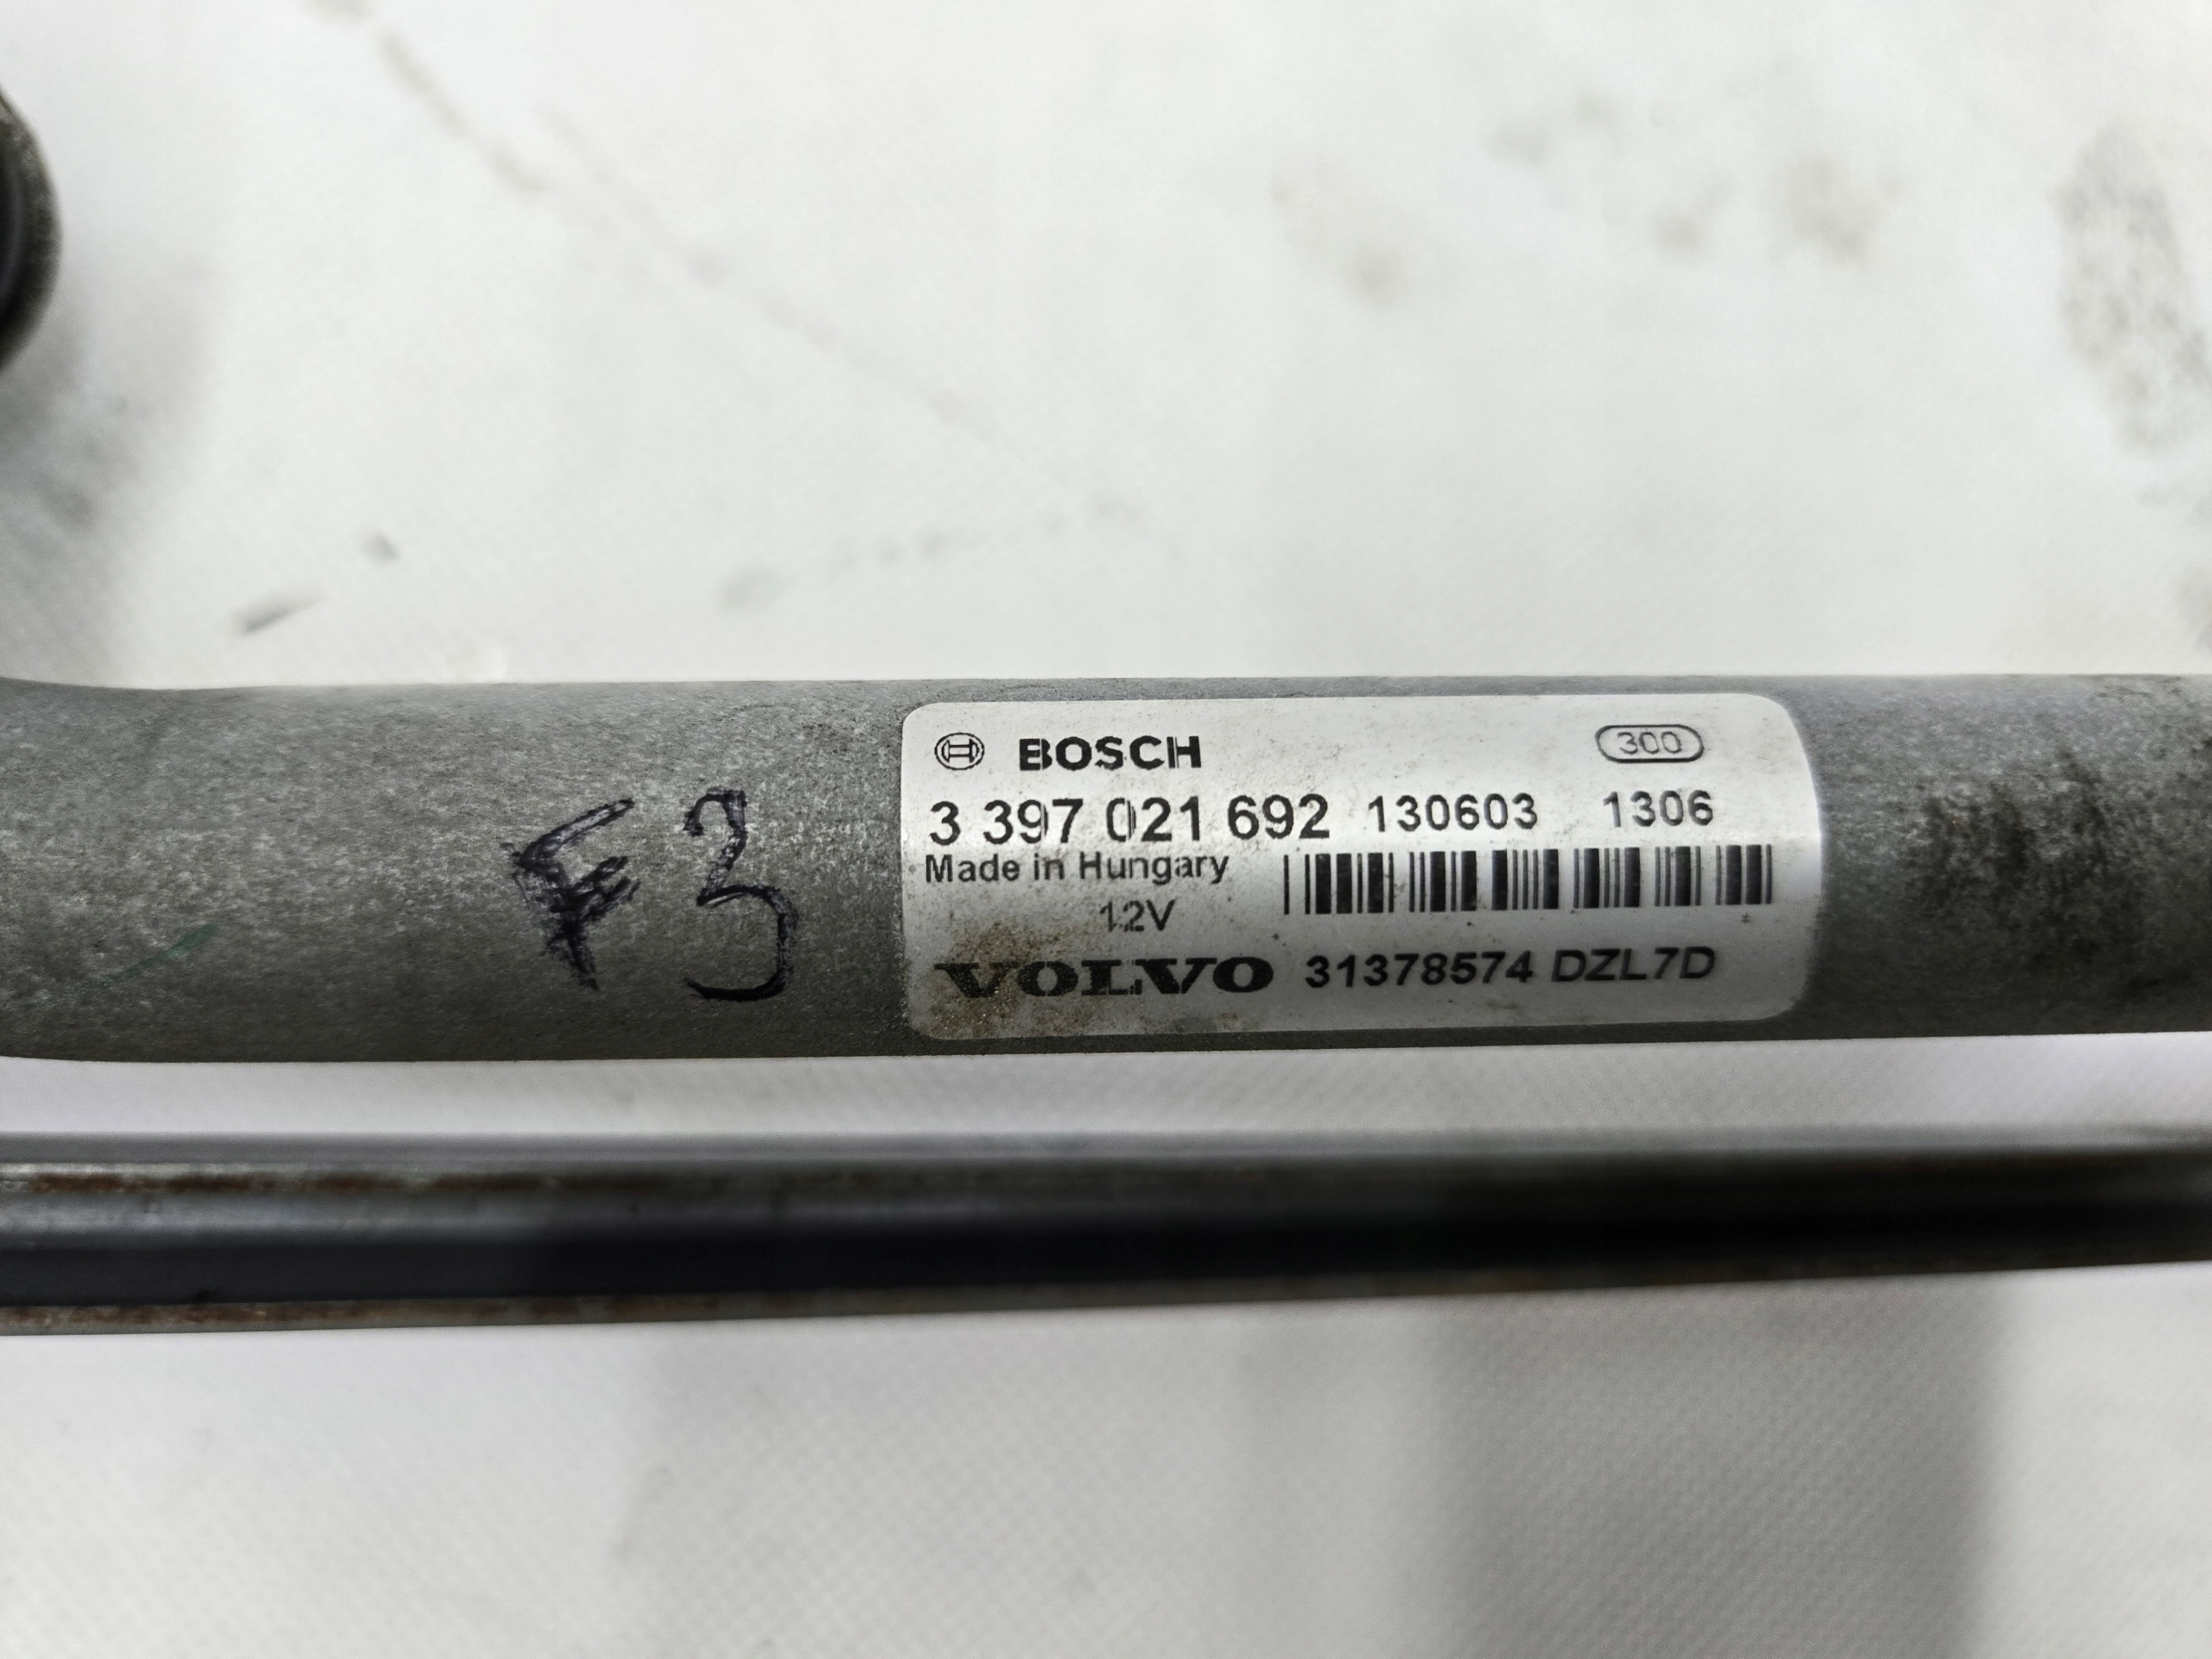 BOSCH 300
3 397 021 692 130603 1306
Made in Hungary
12V
VOLVO 31378574 DZL7D
F3